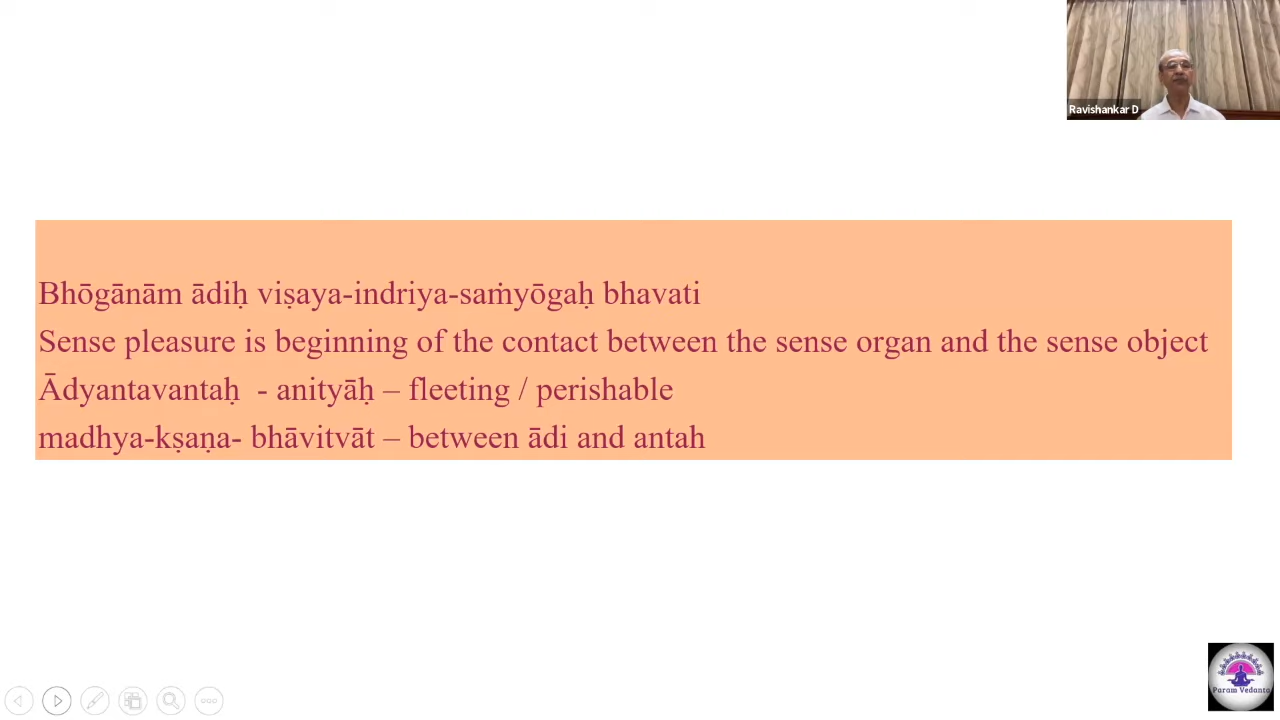 Ravishankar D
Bhōgānām ādiḥ viṣaya-indriya-saṁyōgaḥ bhavati
Sense pleasure is beginning of the contact between the sense organ and the sense object
Ādyantavantaḥ - anityāḥ – fleeting / perishable
madhya-kṣaṇa- bhāvitvāt – between ādi and antah
Param Vedanta